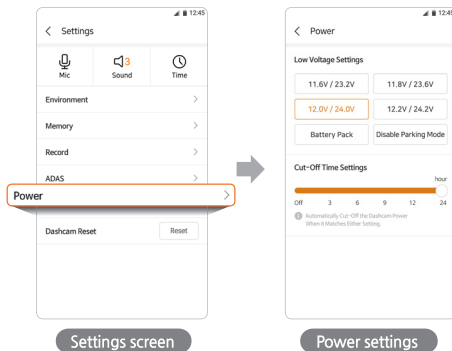 12:45
Settings
Mic
3
Sound
Time
Environment
Memory
Record
ADAS
Power
Dashcam Reset
Reset
Settings screen
12:45
Power
Low Voltage Settings
11.6V / 23.2V
11.8V / 23.6V
12.0V / 24.0V
12.2V / 24.2V
Battery Pack
Disable Parking Mode
Cut-Off Time Settings
hour
Off 3 6 9 12 24
Automatically Cut-Off the Dashcam Power
When it Matches Either Setting.
Power settings